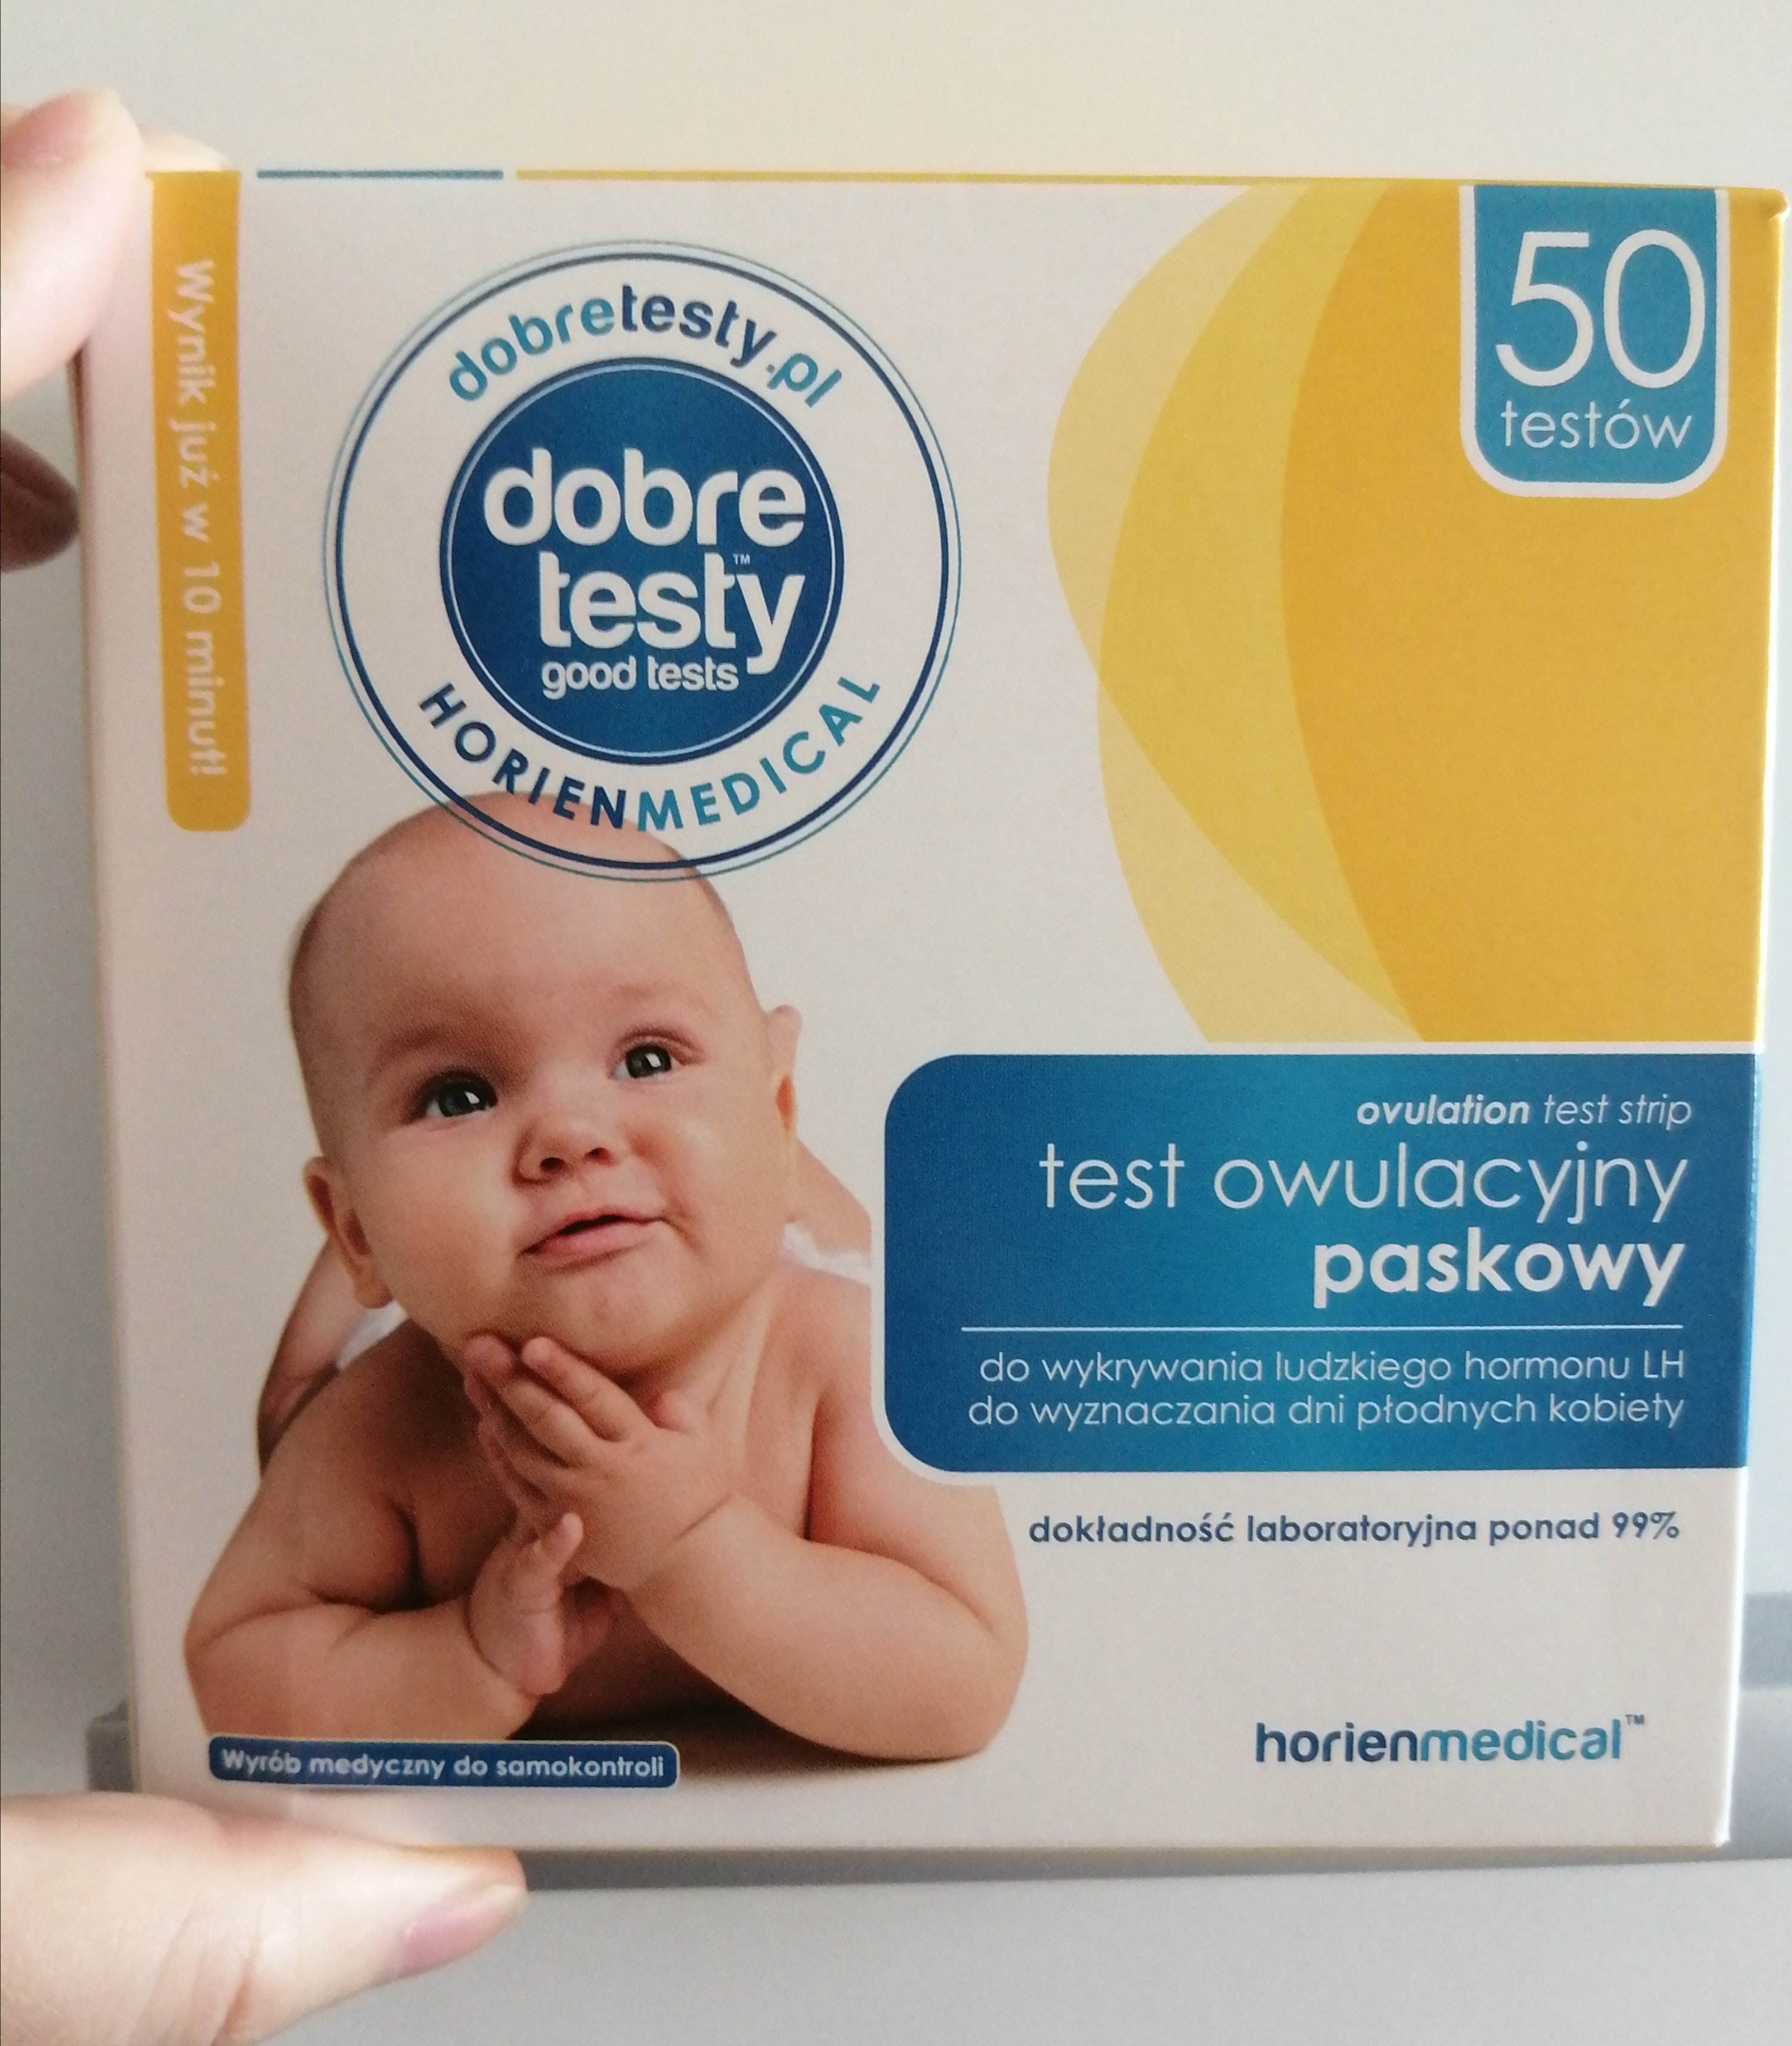 Wynik już w 10 minut!
dobretesty.pl
dobre
testy™
good tests
HORIENMEDICAL
50
testów
ovulation test strip
test owulacyjny
paskowy
do wykrywania ludzkiego hormonu LH
do wyznaczania dni płodnych kobiety
dokładność laboratoryjna ponad 99%
horienmedical™
Wyrób medyczny do samokontroli